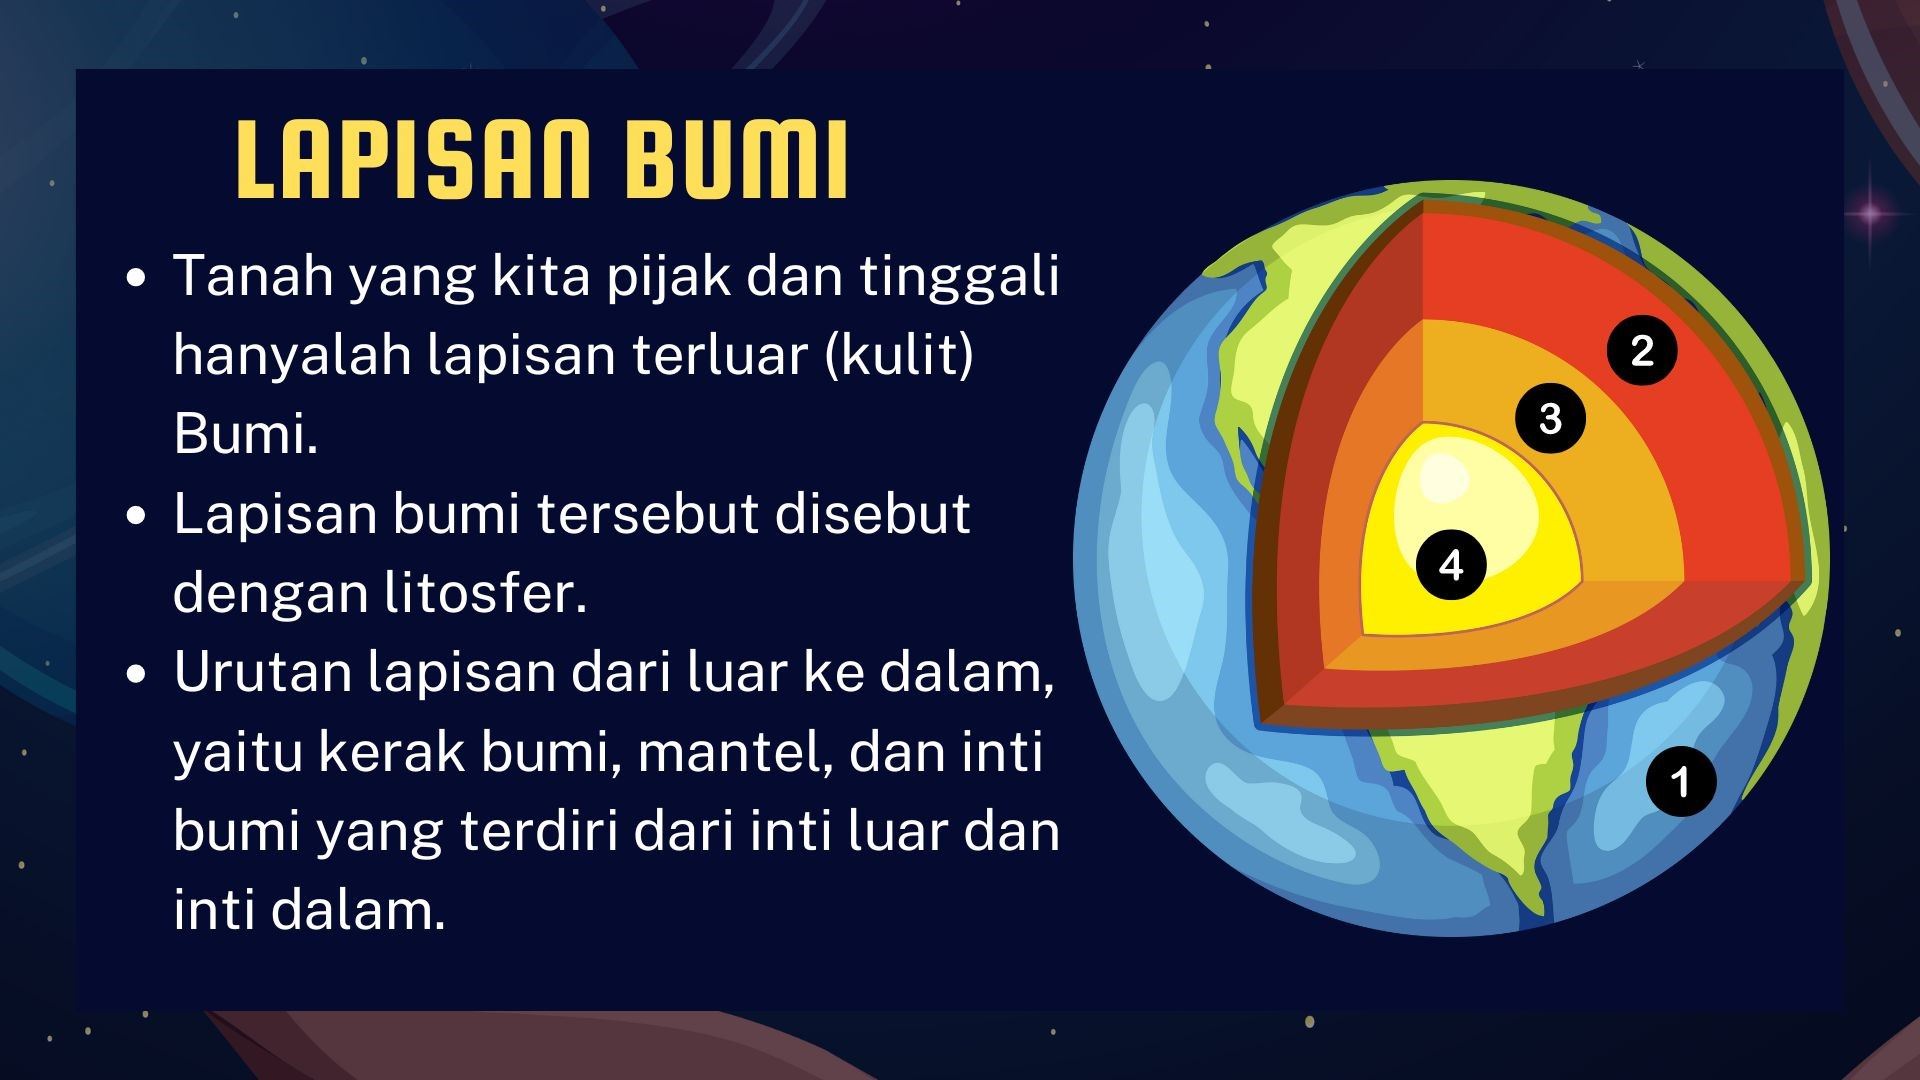 LAPISAN BUMI
• Tanah yang kita pijak dan tinggali
hanyalah lapisan terluar (kulit)
Bumi.
• Lapisan bumi tersebut disebut
dengan litosfer.
• Urutan lapisan dari luar ke dalam,
yaitu kerak bumi, mantel, dan inti
bumi yang terdiri dari inti luar dan
inti dalam.
2
3
4
1